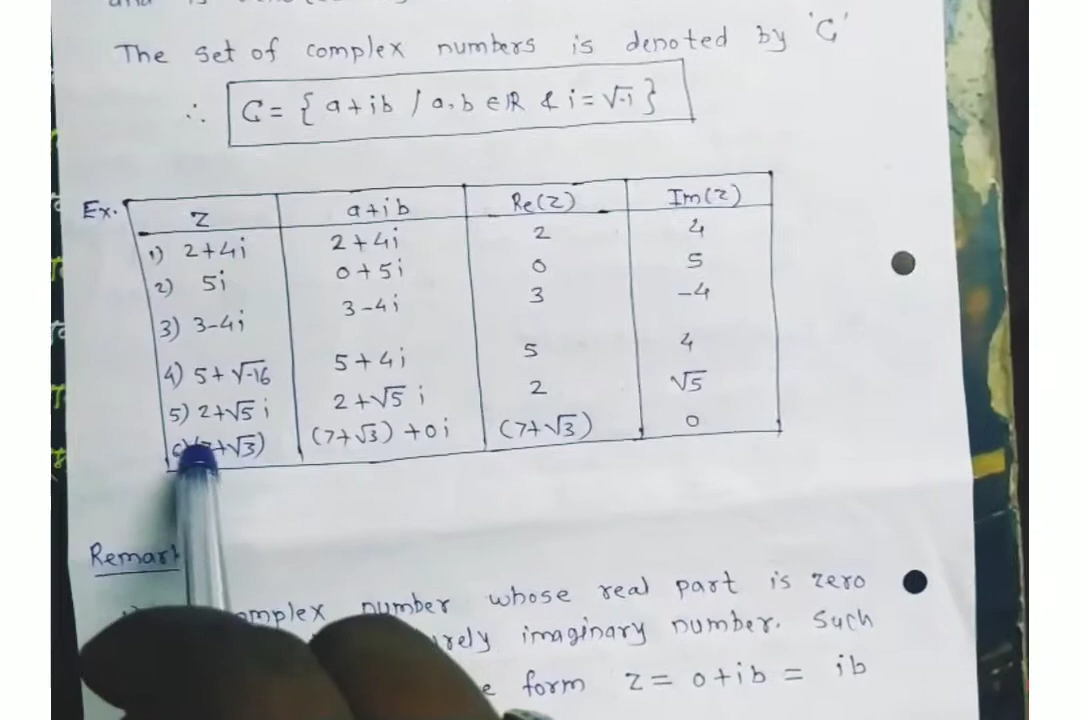 The set of complex numbers is denoted by 'C'
∴ C = { a+ib / a,b ∈ IR & i = √-1 }
Ex. Z a+ib Re(Z) Im(Z)
1) 2+4i 2+4i 2 4
2) 5i 0+5i 0 5
3) 3-4i 3-4i 3 -4
4) 5+√-16 5+4i 5 4
5) 2+√5 i 2+√5 i 2 √5
+√3) (7+√3)+0i (7+√3) 0
Remark
number whose real part is zero
imaginary number. Such
form Z = 0+ib = ib